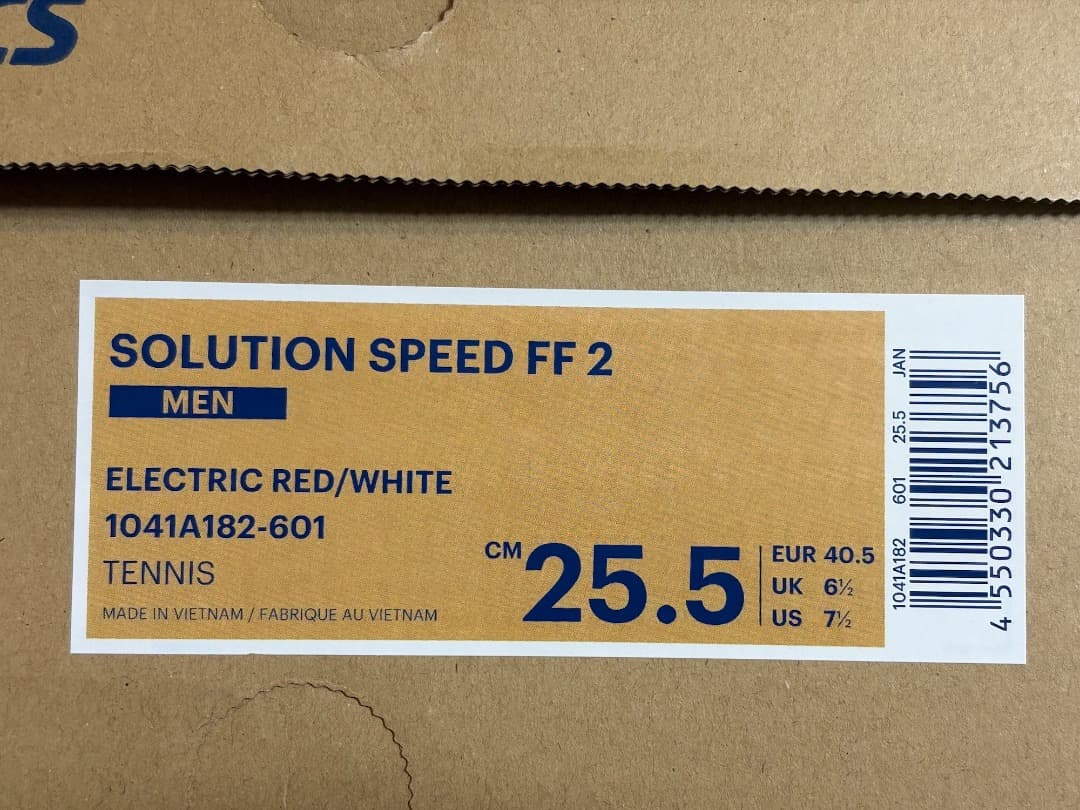 SOLUTION SPEED FF 2
MEN
ELECTRIC RED/WHITE
1041A182-601
TENNIS
MADE IN VIETNAM / FABRIQUE AU VIETNAM
CM 25.5
EUR 40.5
UK 6½
US 7½
1041A182 601 25.5 JAN
4 550330 213756